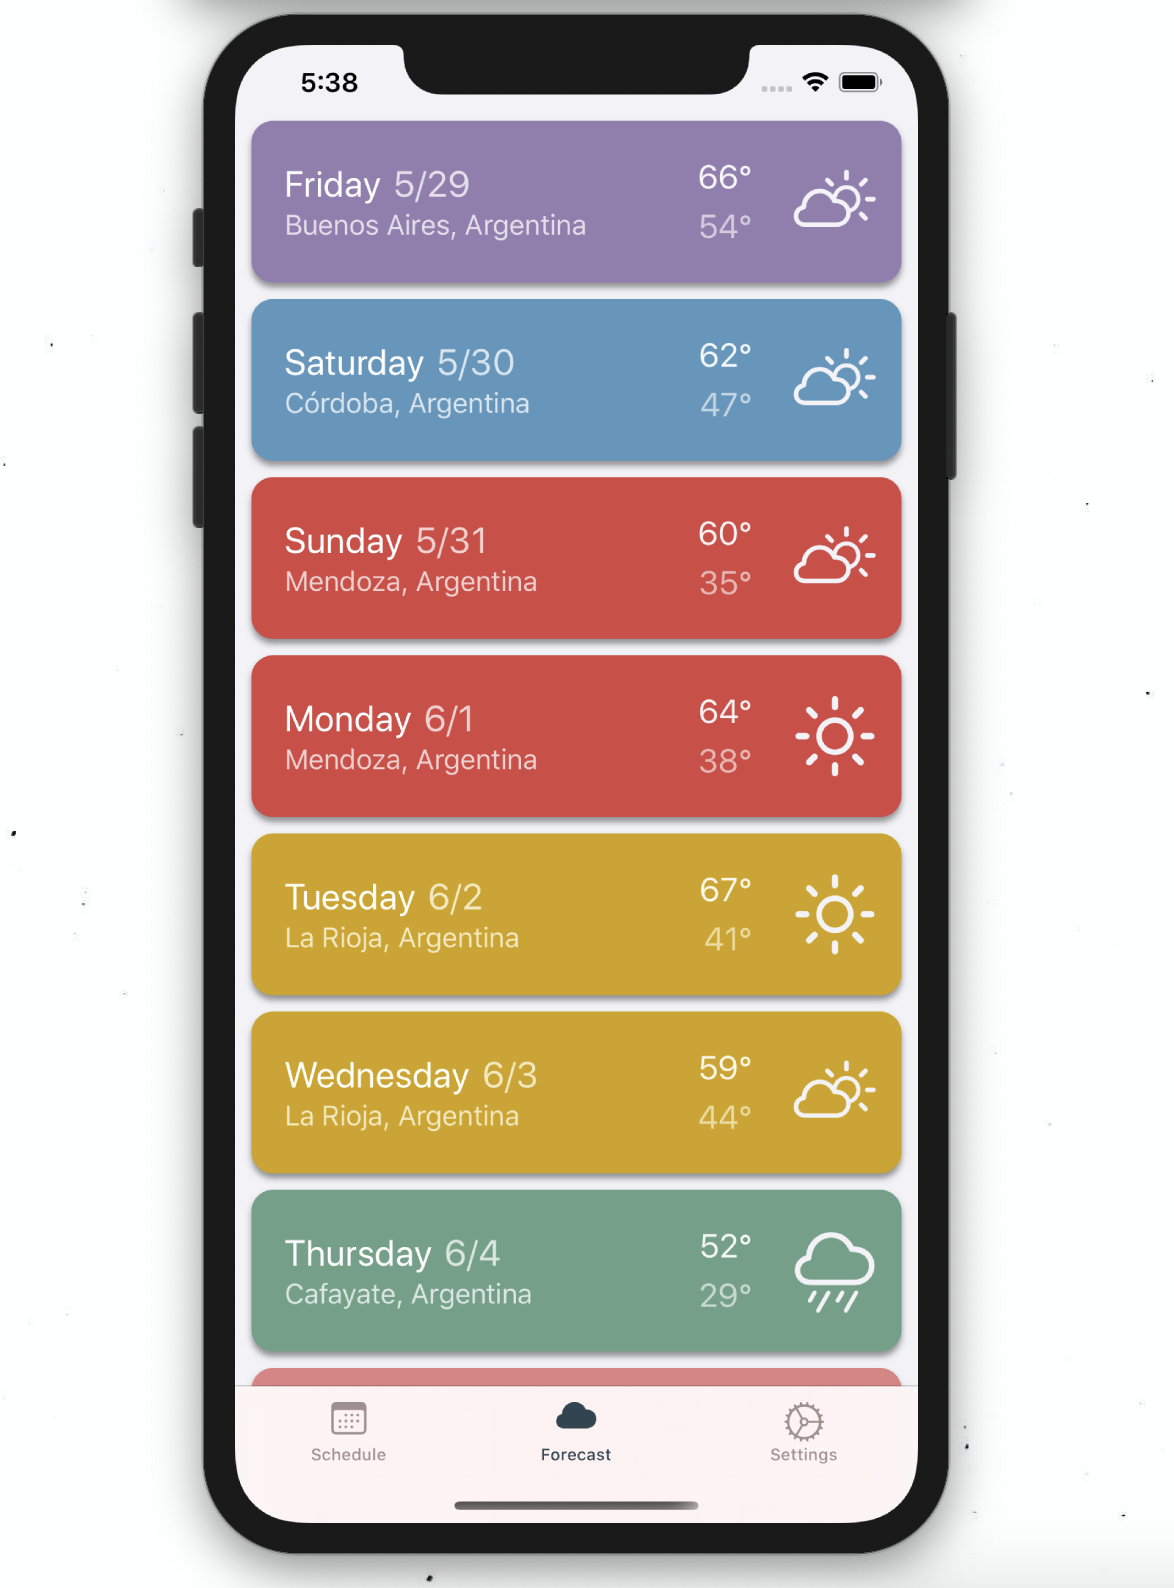 5:38
Friday 5/29
66°
Buenos Aires, Argentina
54°
Saturday 5/30
62°
Córdoba, Argentina
47°
Sunday 5/31
60°
Mendoza, Argentina
35°
Monday 6/1
64°
Mendoza, Argentina
38°
Tuesday 6/2
67°
La Rioja, Argentina
41°
Wednesday 6/3
59°
La Rioja, Argentina
44°
Thursday 6/4
52°
Cafayate, Argentina
29°
Schedule
Forecast
Settings